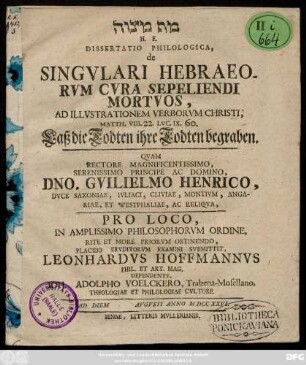 H. E.
DISSERTATIO PHILOLOGICA,
de
SINGVLARI HEBRAEO-
RVM CVRA SEPELIENDI
MORTVOS,
AD ILLVSTRATIONEM VERBORVM CHRISTI,
MATTH. VIII. 22. LVC. IX. 60.
Laß die Todten ihre Todten begraben.
QVAM
RECTORE MAGNIFICENTISSIMO,
SERENISSIMO PRINCIPE AC DOMINO,
DNO. GVILIELMO HENRICO,
DVCE SAXONIAE, IVLIACI, CLIVIAE, MONTIVM, ANGA-
RIAE, ET WESTPHALIAE, AC RELIQVA,
PRO LOCO,
IN AMPLISSIMO PHILOSOPHORVM ORDINE,
RITE ET MORE PRIORVM OBTINENDO,
PLACIDO ERVDITORVM EXAMINI SVBMITTIT,
LEONHARDVS HOFFMANNVS
PHIL. ET ART. MAG.
DEFENDENTE,
ADOLPHO VOELCKERO, Trabena-Mosellano,
THEOLOGIAE ET PHILOLOGIAE CVLTORE.
AD DIEM AVGVSTI ANNO MDCCXXVI.
IENAE, LITTERIS MVLLERIANIS.
II i
664
BIBLIOTHECA
PONICKAVIANA